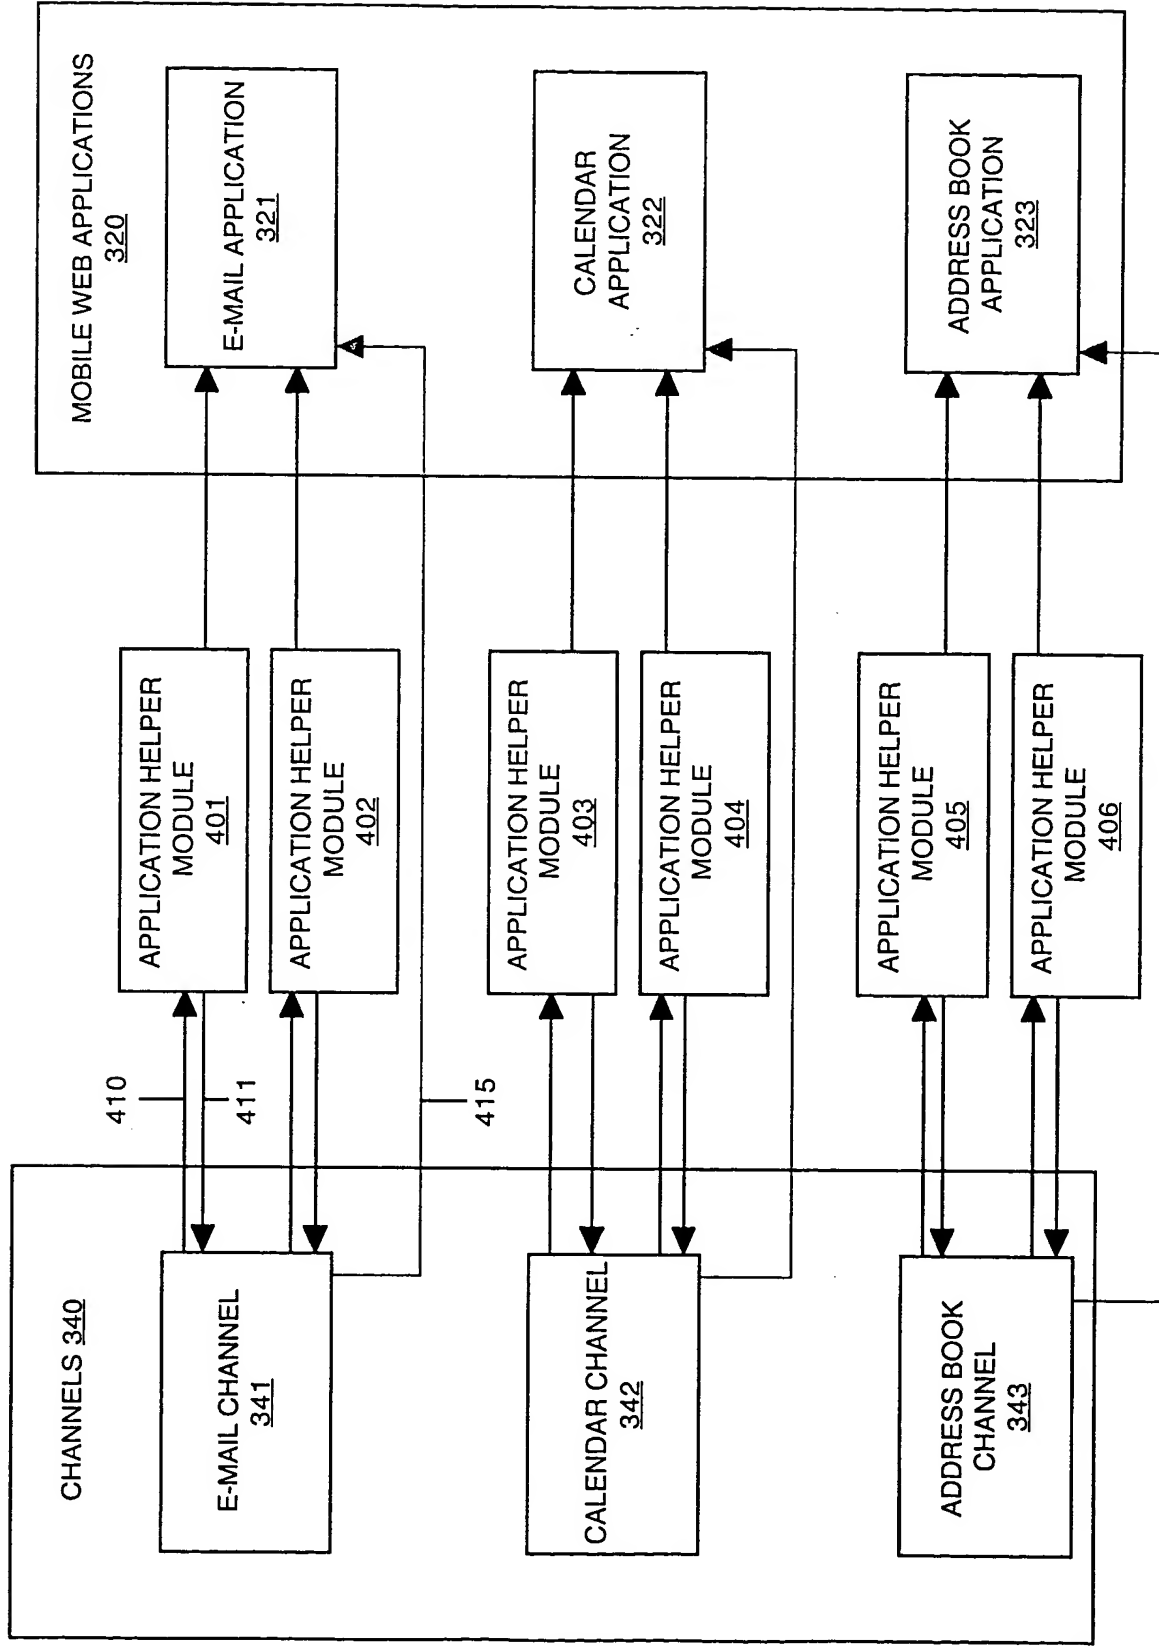 CHANNELS 340
E-MAIL CHANNEL
341
CALENDAR CHANNEL
342
ADDRESS BOOK
CHANNEL
343
410
411
415
APPLICATION HELPER
MODULE
401
APPLICATION HELPER
MODULE
402
APPLICATION HELPER
MODULE
403
APPLICATION HELPER
MODULE
404
APPLICATION HELPER
MODULE
405
APPLICATION HELPER
MODULE
406
MOBILE WEB APPLICATIONS
320
E-MAIL APPLICATION
321
CALENDAR
APPLICATION
322
ADDRESS BOOK
APPLICATION
323